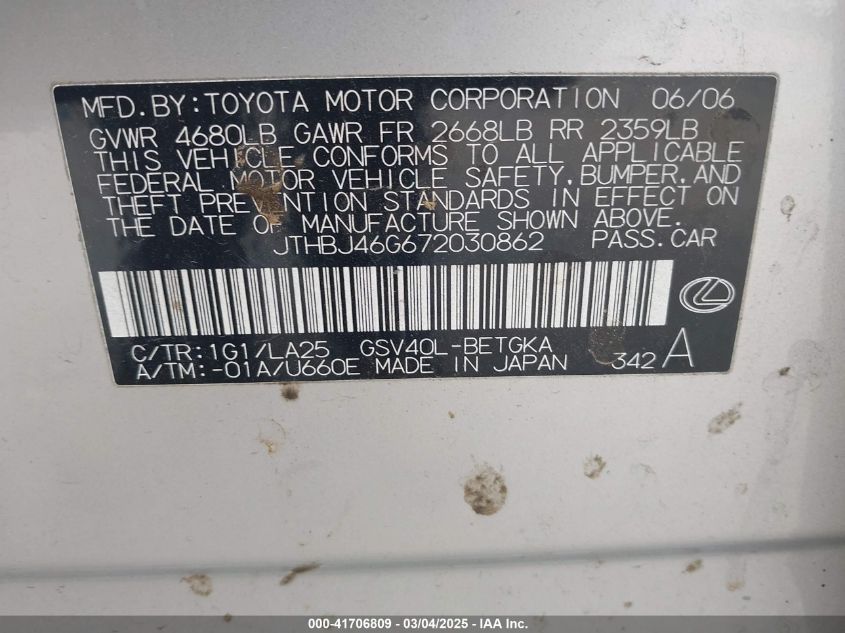 MFD.BY:TOYOTA MOTOR CORPORATION 06/06
GVWR 4680LB GAWR FR 2668LB RR 2359LB
THIS VEHICLE CONFORMS TO ALL APPLICABLE
FEDERAL MOTOR VEHICLE SAFETY,BUMPER,AND
THEFT PREVENTION STANDARDS IN EFFECT ON
THE DATE OF MANUFACTURE SHOWN ABOVE.
JTHBJ46G672030862 PASS.CAR
C/TR:1G1/LA25 GSV40L-BETGKA
A/TM:-01A/U660E MADE IN JAPAN 342 A
000-41706809 - 03/04/2025 - IAA Inc.